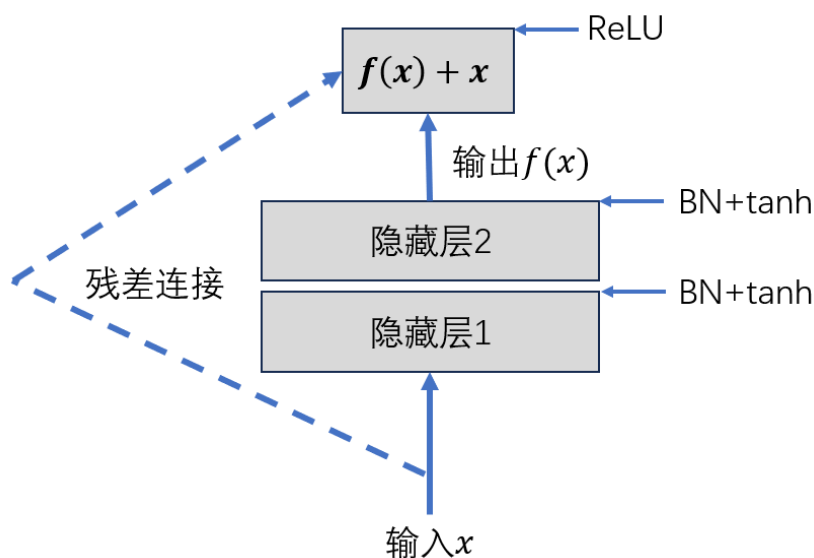 ReLU
f(x) + x
输出f(x)
BN+tanh
隐藏层2
残差连接
BN+tanh
隐藏层1
输入x